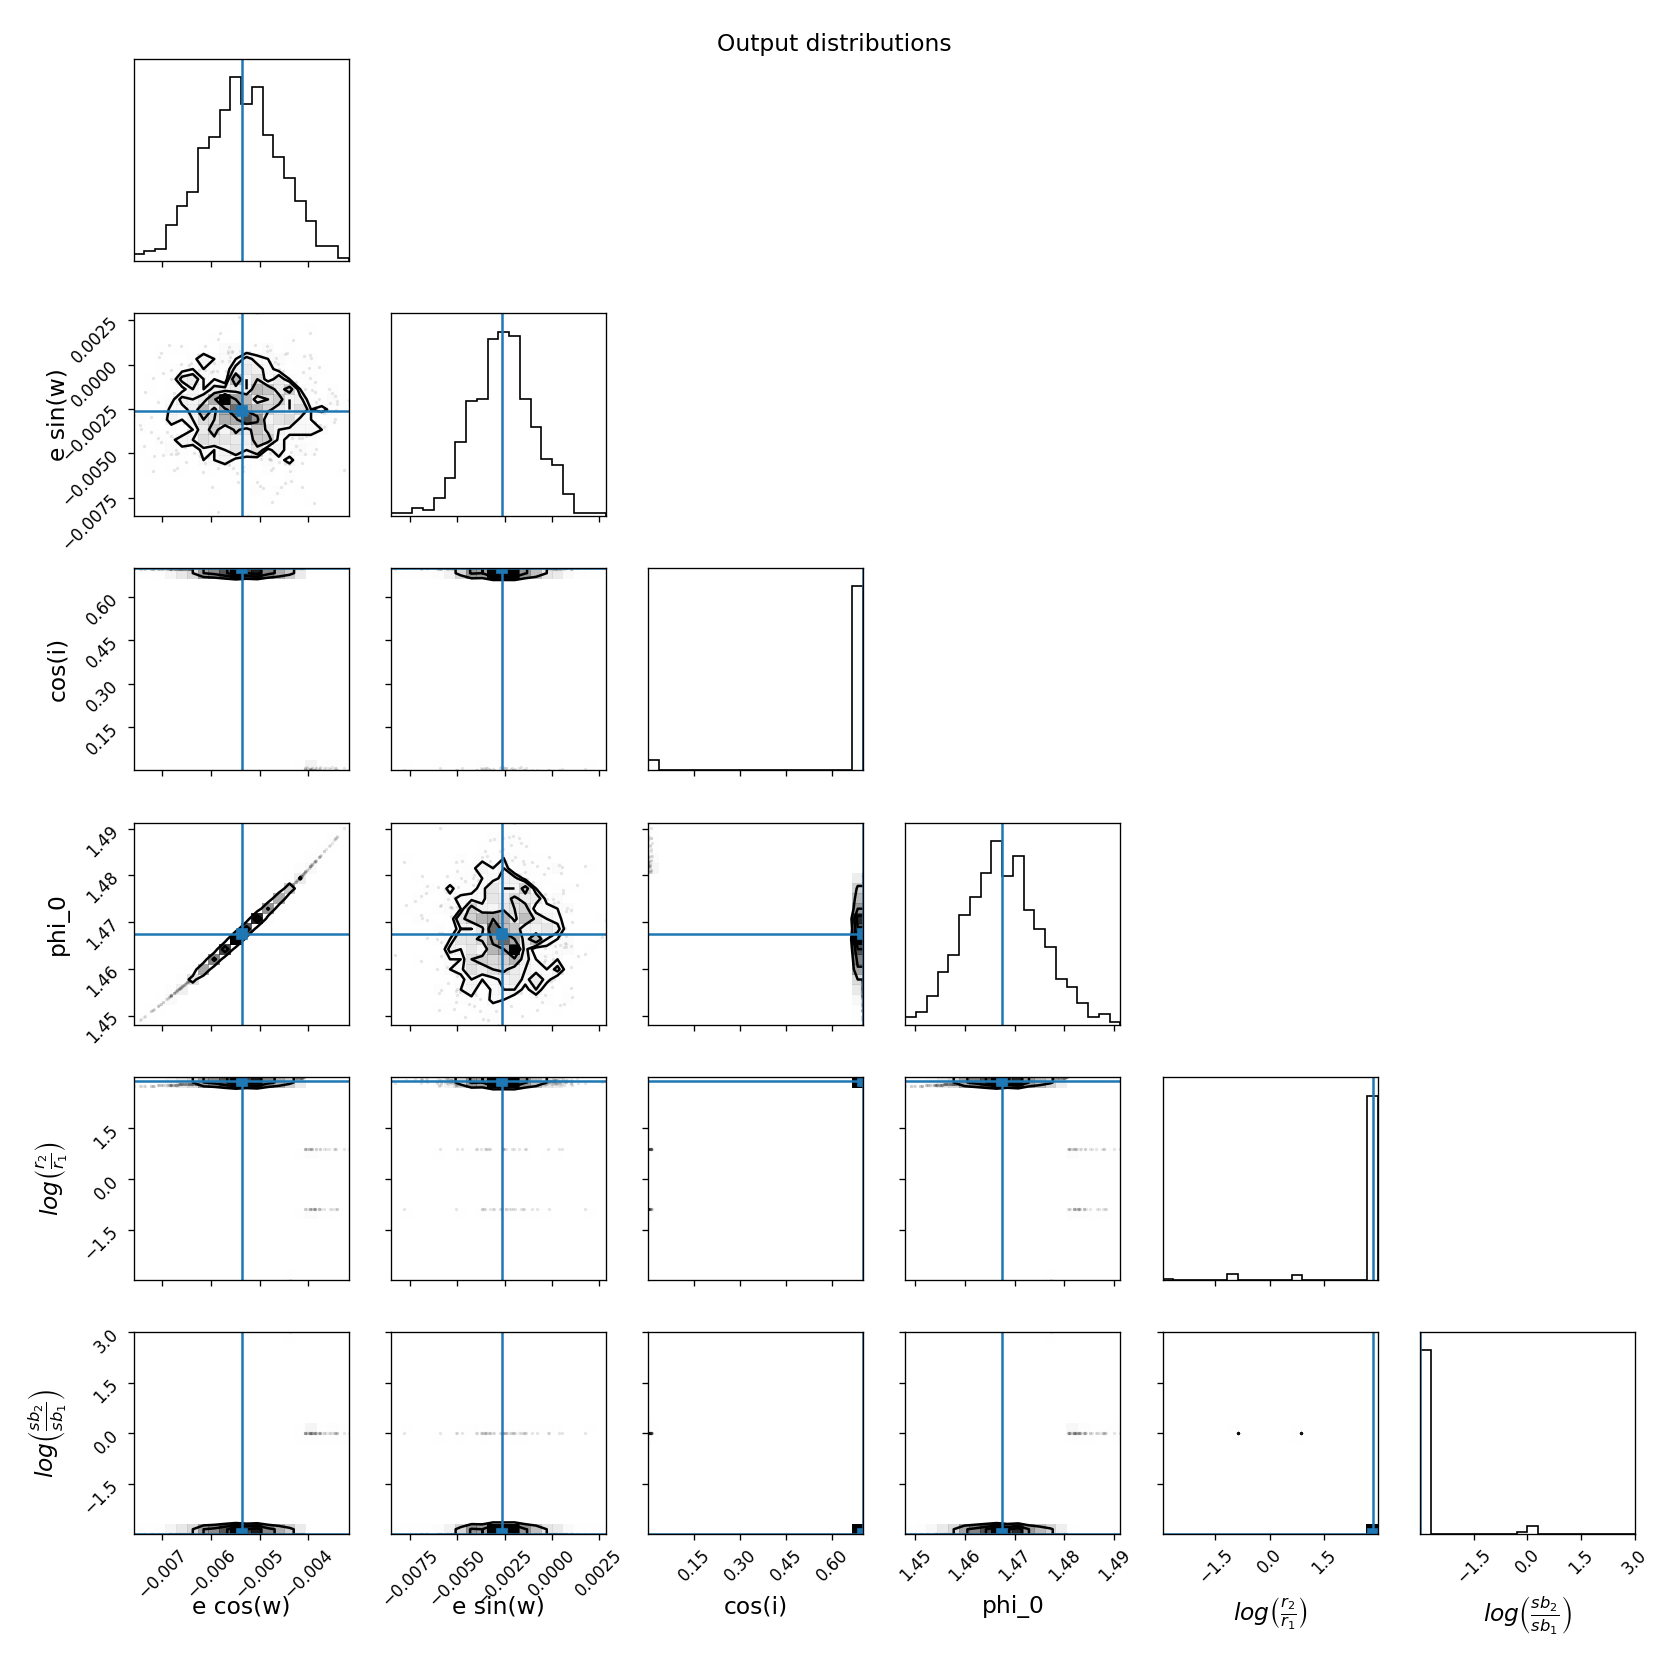 Output distributions
e sin(w)
0.0025
0.0000
−0.0025
−0.0050
−0.0075
cos(i)
0.60
0.45
0.30
0.15
phi_0
1.49
1.48
1.47
1.46
1.45
log(r₂/r₁)
1.5
0.0
−1.5
log(sb₂/sb₁)
3.0
1.5
0.0
−1.5
−0.007 −0.006 −0.005 −0.004
e cos(w)
−0.0075 −0.0050 −0.0025 0.0000 0.0025
e sin(w)
0.15 0.30 0.45 0.60
cos(i)
1.45 1.46 1.47 1.48 1.49
phi_0
−1.5 0.0 1.5
log(r₂/r₁)
−1.5 0.0 1.5 3.0
log(sb₂/sb₁)